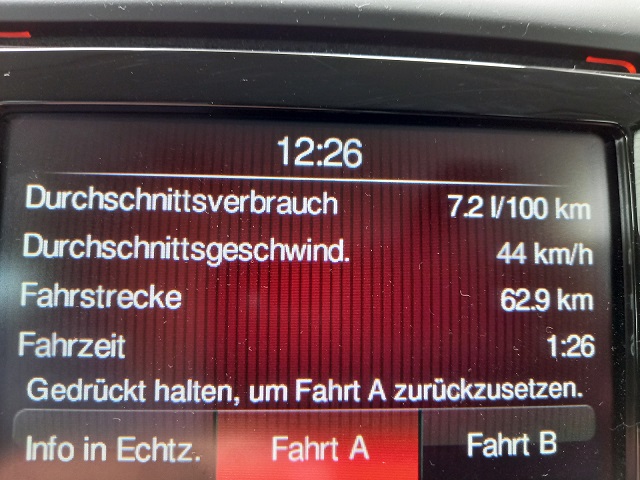 12:26
Durchschnittsverbrauch 7.2 l/100 km
Durchschnittsgeschwind. 44 km/h
Fahrstrecke 62.9 km
Fahrzeit 1:26
Gedrückt halten, um Fahrt A zurückzusetzen.
Info in Echtz. Fahrt A Fahrt B